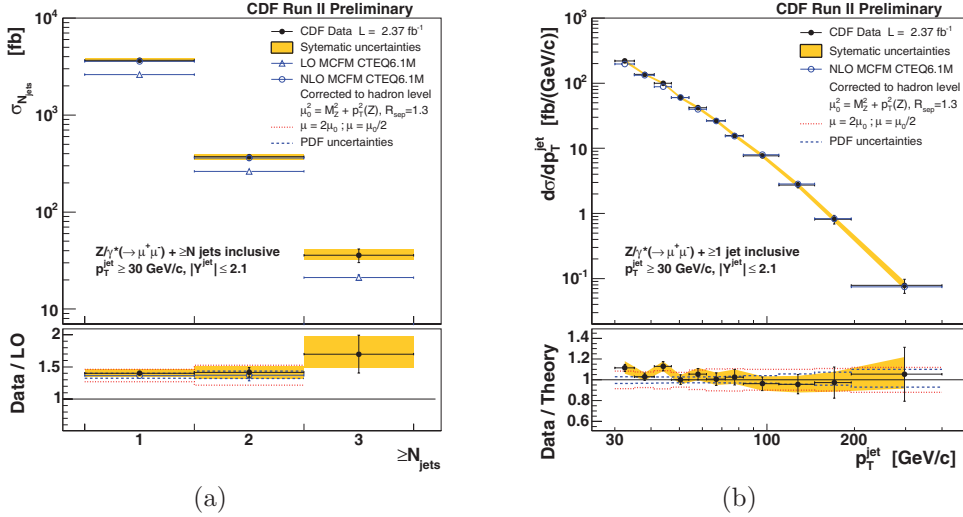 CDF Run II Preliminary
σ_Njets [fb]
10⁴
10³
10²
10
CDF Data L = 2.37 fb⁻¹
Sytematic uncertainties
LO MCFM CTEQ6.1M
NLO MCFM CTEQ6.1M
Corrected to hadron level
μ₀² = M_Z² + p_T²(Z), R_sep=1.3
μ = 2μ₀ ; μ = μ₀/2
PDF uncertainties
Z/γ*(→ μ⁺μ⁻) + ≥N jets inclusive
p_T^jet ≥ 30 GeV/c, |Y^jet| ≤ 2.1
Data / LO
2
1.5
1
1 2 3
≥N_jets
(a)
CDF Run II Preliminary
dσ/dp_T^jet [fb/(GeV/c)]
10³
10²
10
1
10⁻¹
CDF Data L = 2.37 fb⁻¹
Systematic uncertainties
NLO MCFM CTEQ6.1M
Corrected to hadron level
μ₀² = M_Z² + p_T²(Z), R_sep=1.3
μ = 2μ₀ ; μ = μ₀/2
PDF uncertainties
Z/γ*(→ μ⁺μ⁻) + ≥1 jet inclusive
p_T^jet ≥ 30 GeV/c, |Y^jet| ≤ 2.1
Data / Theory
1.4
1.2
1.0
0.8
0.6
30 100 200
p_T^jet [GeV/c]
(b)